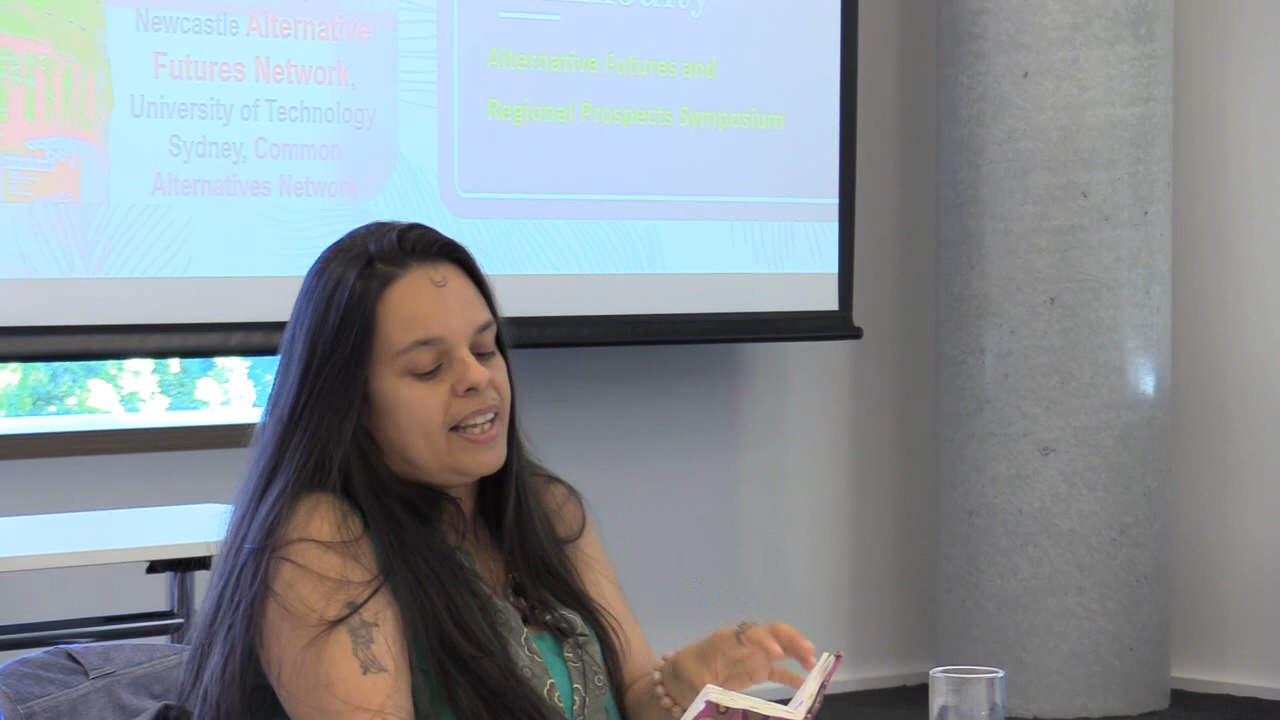 Newcastle Alternative
Futures Network,
University of Technology
Sydney, Common
Alternatives Network
Alternative Futures and
Regional Prospects Symposium